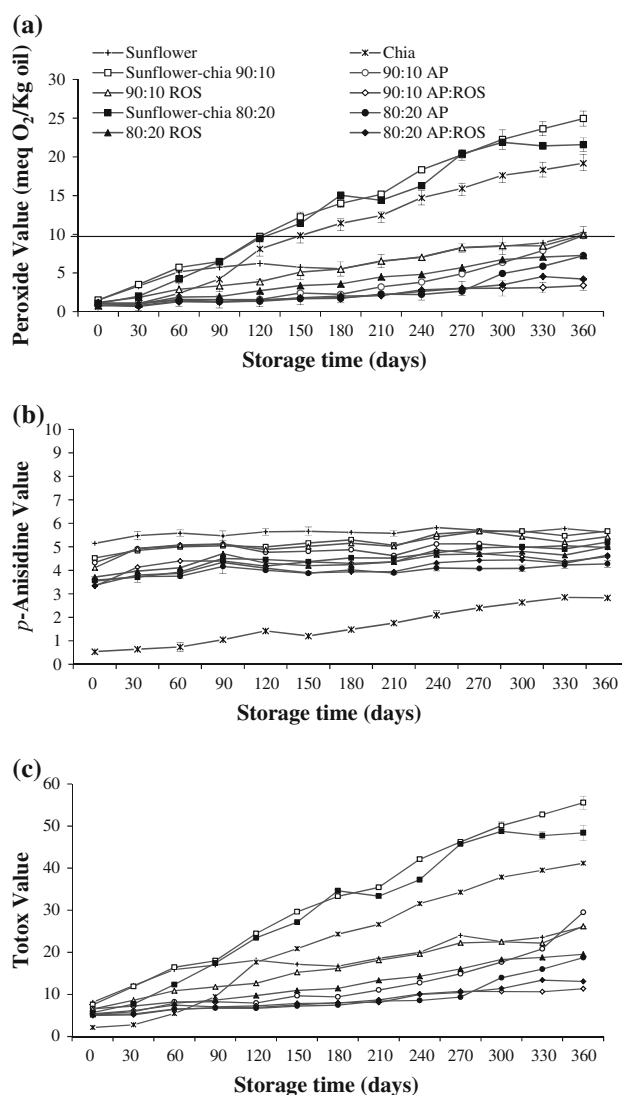 (a)
Sunflower
Chia
Sunflower-chia 90:10
90:10 AP
90:10 ROS
90:10 AP:ROS
Sunflower-chia 80:20
80:20 AP
80:20 ROS
80:20 AP:ROS
Peroxide Value (meq O₂/Kg oil)
35
30
25
20
15
10
5
0
0 30 60 90 120 150 180 210 240 270 300 330 360
Storage time (days)
(b)
p-Anisidine Value
10
9
8
7
6
5
4
3
2
1
0
0 30 60 90 120 150 180 210 240 270 300 330 360
Storage time (days)
(c)
Totox Value
60
50
40
30
20
10
0
0 30 60 90 120 150 180 210 240 270 300 330 360
Storage time (days)